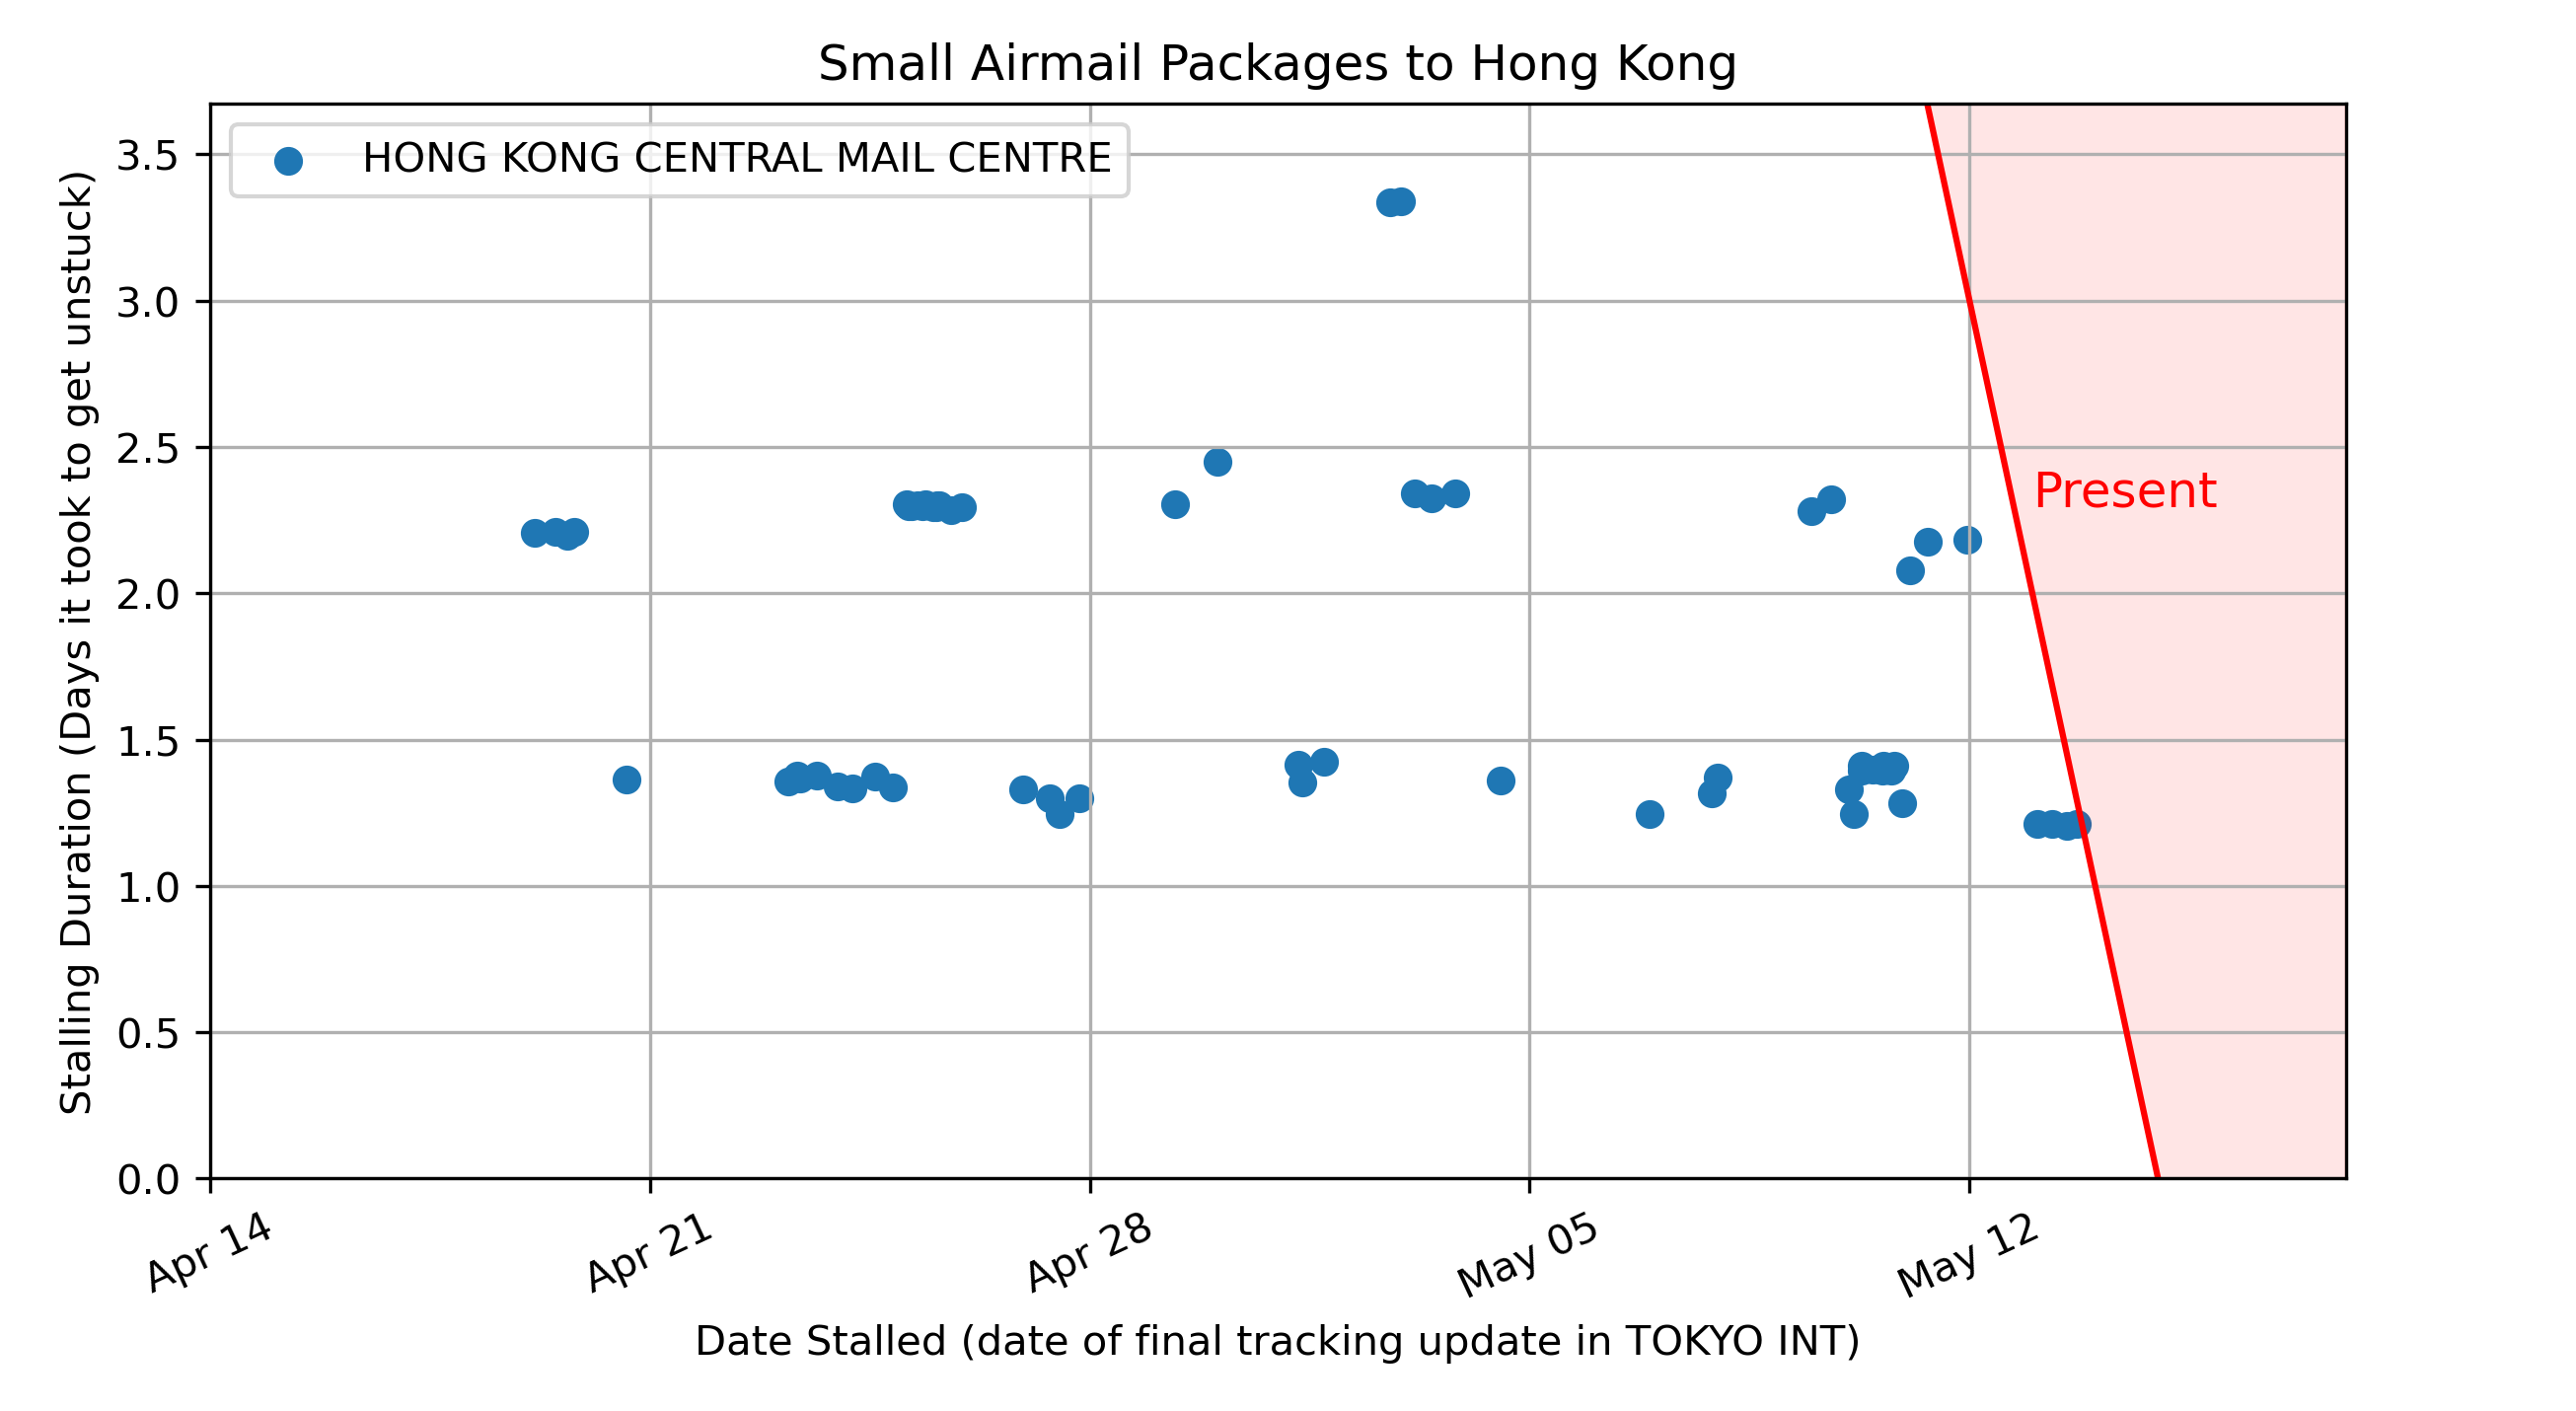 Small Airmail Packages to Hong Kong
HONG KONG CENTRAL MAIL CENTRE
Stalling Duration (Days it took to get unstuck)
3.5
3.0
2.5
2.0
1.5
1.0
0.5
0.0
Present
Apr 14
Apr 21
Apr 28
May 05
May 12
Date Stalled (date of final tracking update in TOKYO INT)